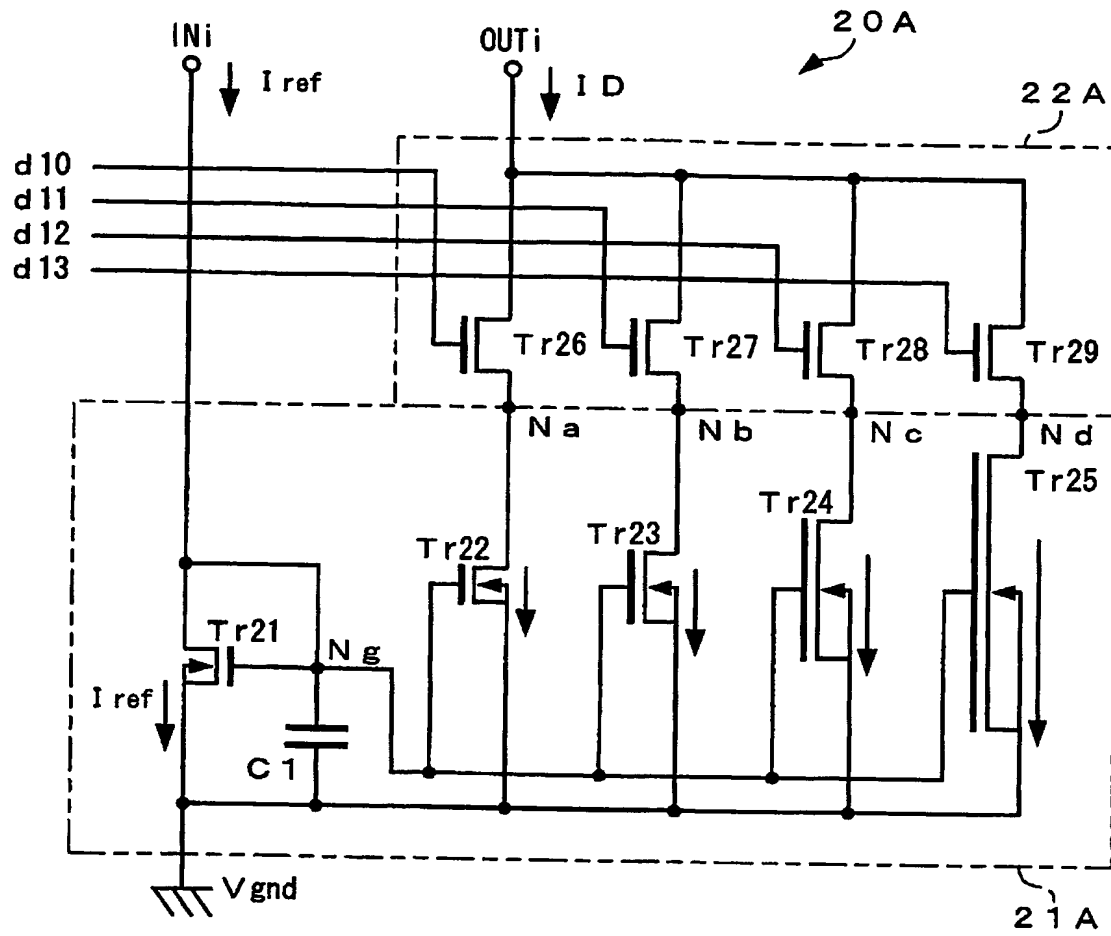 20A
INi
OUTi
Iref
ID
22A
d10
d11
d12
d13
Tr26
Tr27
Tr28
Tr29
Na
Nb
Nc
Nd
Tr25
Tr24
Tr22
Tr23
Tr21
Ng
Iref
C1
Vgnd
21A